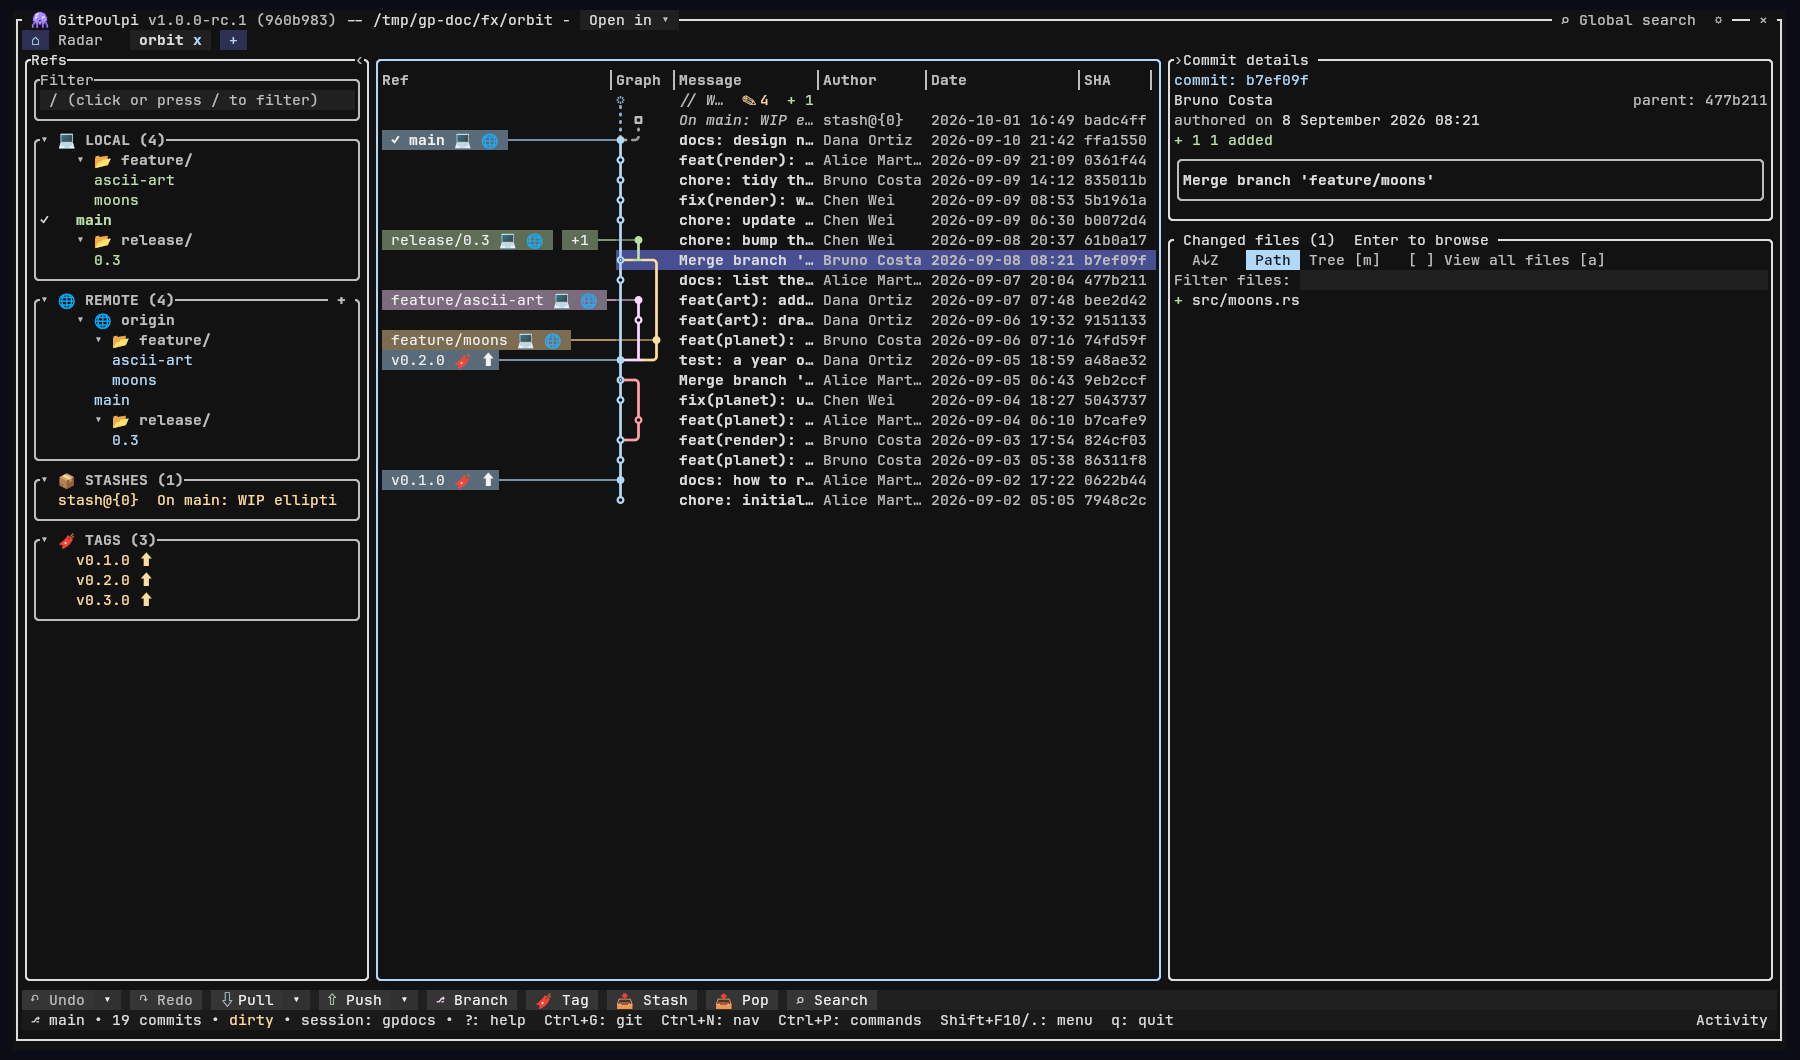 GitPoulpi v1.0.0-rc.1 (960b983) —— /tmp/gp-doc/fx/orbit - Open in ▾ ⌕ Global search ⚙ × 
⌂ Radar orbit x +
Refs ‹
Filter
/ (click or press / to filter)
▾ 💻 LOCAL (4)
▾ 📂 feature/
ascii-art
moons
✓ main
▾ 📂 release/
0.3
▾ 🌐 REMOTE (4) +
▾ 🌐 origin
▾ 📂 feature/
ascii-art
moons
main
▾ 📂 release/
0.3
▾ 📦 STASHES (1)
stash@{0} On main: WIP ellipti
▾ 🔖 TAGS (3)
v0.1.0 ⬆
v0.2.0 ⬆
v0.3.0 ⬆
Ref Graph Message Author Date SHA
// W… ✎4 + 1
On main: WIP e… stash@{0} 2026-10-01 16:49 badc4ff
✓ main 💻 🌐 docs: design n… Dana Ortiz 2026-09-10 21:42 ffa1550
feat(render): … Alice Mart… 2026-09-09 21:09 0361f44
chore: tidy th… Bruno Costa 2026-09-09 14:12 835011b
fix(render): w… Chen Wei 2026-09-09 08:53 5b1961a
chore: update … Chen Wei 2026-09-09 06:30 b0072d4
release/0.3 💻 🌐 +1 chore: bump th… Chen Wei 2026-09-08 20:37 61b0a17
Merge branch '… Bruno Costa 2026-09-08 08:21 b7ef09f
docs: list the… Dana Ortiz 2026-09-07 20:04 477b211
feature/ascii-art 💻 🌐 feat(art): add… Dana Ortiz 2026-09-07 07:48 bee2d42
feat(art): dra… Dana Ortiz 2026-09-06 19:32 9151133
feature/moons 💻 🌐 feat(planet): … Bruno Costa 2026-09-06 07:16 74fd59f
v0.2.0 🔖 ⬆ test: a year o… Dana Ortiz 2026-09-05 18:59 a48ae32
Merge branch '… Alice Mart… 2026-09-05 06:43 9eb2ccf
fix(planet): u… Chen Wei 2026-09-04 18:27 5043737
feat(planet): … Alice Mart… 2026-09-04 06:10 b7cafe9
feat(render): … Bruno Costa 2026-09-03 17:54 824cf03
feat(planet): … Bruno Costa 2026-09-03 05:38 86311f8
v0.1.0 🔖 ⬆ docs: how to r… Alice Mart… 2026-09-02 17:22 0622b44
chore: initial… Alice Mart… 2026-09-02 05:05 7948c2c
›Commit details
commit: b7ef09f
Bruno Costa parent: 477b211
authored on 8 September 2026 08:21
+ 1 1 added
Merge branch 'feature/moons'
Changed files (1) Enter to browse
A↓Z Path Tree [m] [ ] View all files [a]
Filter files:
+ src/moons.rs
↶ Undo ▾ ↷ Redo ⇩Pull ▾ ⇧ Push ▾ ⎇ Branch 🔖 Tag 📥 Stash 📤 Pop ⌕ Search
⎇ main • 19 commits • dirty • session: gpdocs • ?: help Ctrl+G: git Ctrl+N: nav Ctrl+P: commands Shift+F10/.: menu q: quit Activity